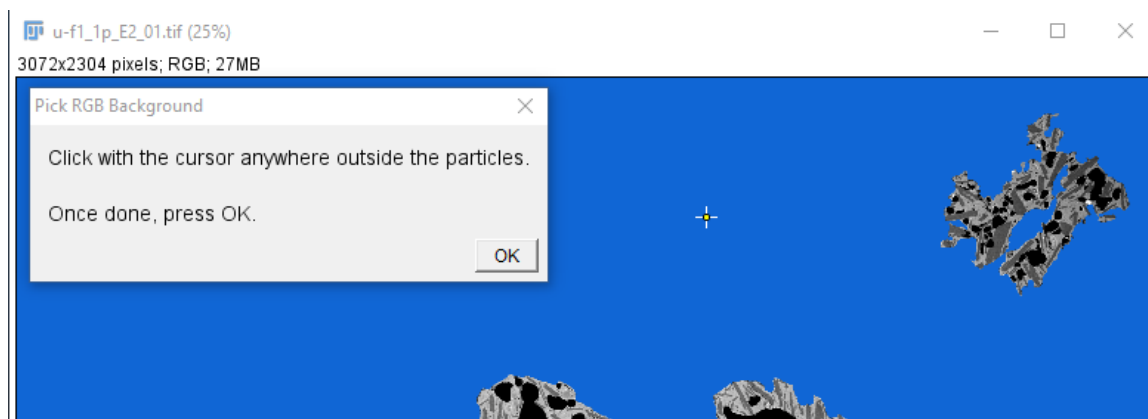 u-f1_1p_E2_01.tif (25%)
3072x2304 pixels; RGB; 27MB
Pick RGB Background
Click with the cursor anywhere outside the particles.
Once done, press OK.
OK